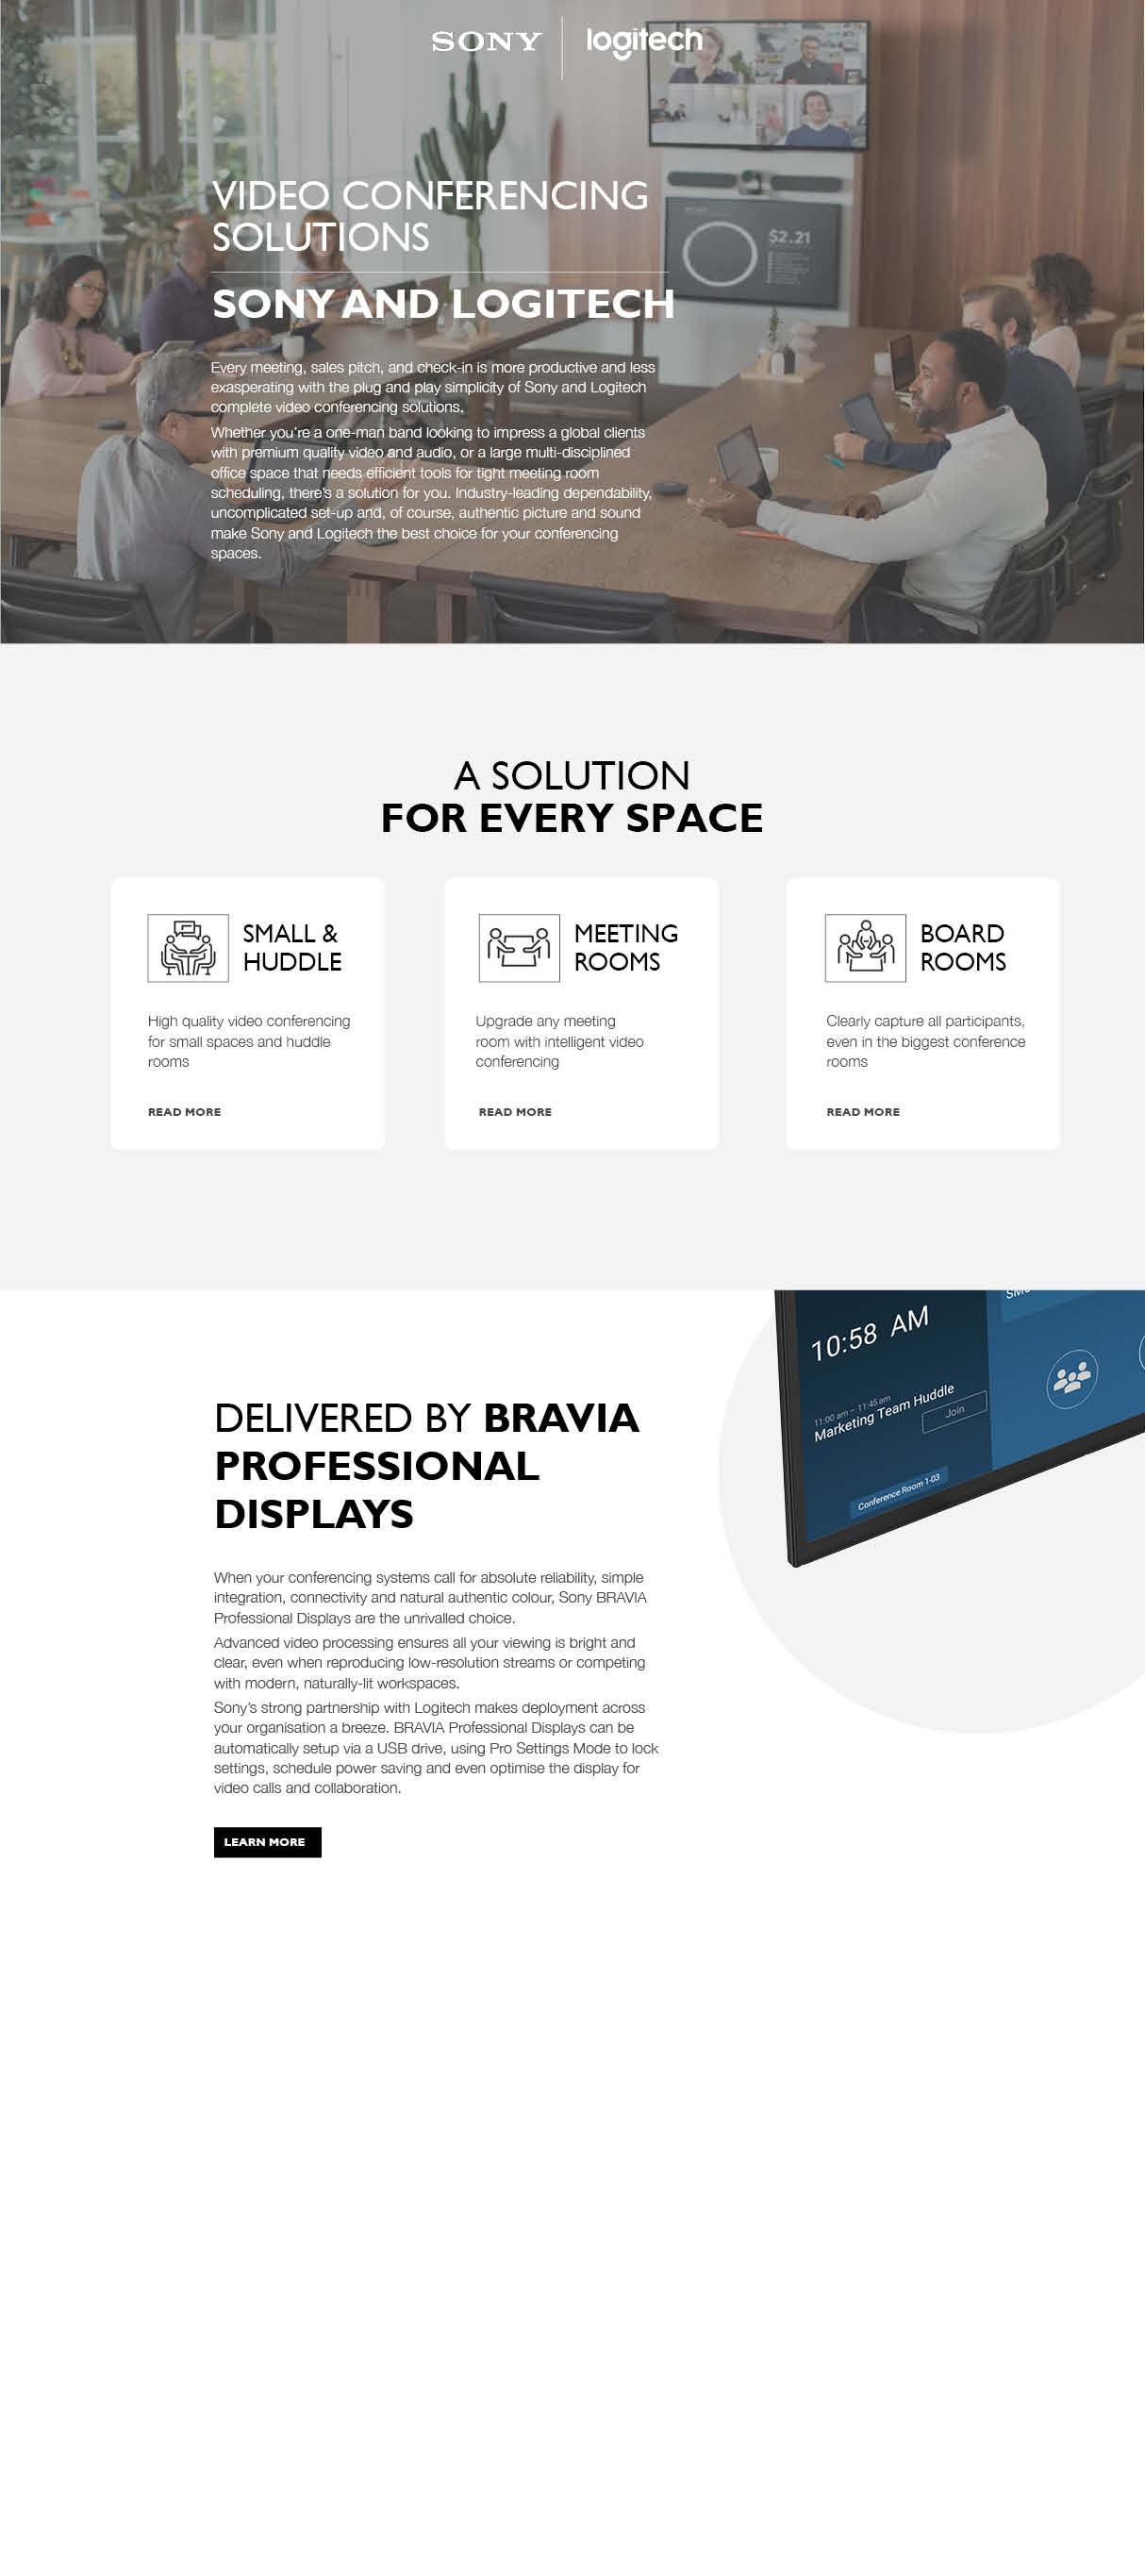 SONY
logitech
$2.21
VIDEO CONFERENCING
SOLUTIONS
SONY AND LOGITECH
Every meeting, sales pitch, and check-in is more productive and less
exasperating with the plug and play simplicity of Sony and Logitech
complete video conferencing solutions.
Whether you're a one-man band looking to impress a global clients
with premium quality video and audio, or a large multi-disciplined
office space that needs efficient tools for tight meeting room
scheduling, there's a solution for you. Industry-leading dependability,
uncomplicated set-up and, of course, authentic picture and sound
make Sony and Logitech the best choice for your conferencing
spaces.
A SOLUTION
FOR EVERY SPACE
SMALL &
HUDDLE
High quality video conferencing
for small spaces and huddle
rooms
READ MORE
MEETING
ROOMS
Upgrade any meeting
room with intelligent video
conferencing
READ MORE
BOARD
ROOMS
Clearly capture all participants,
even in the biggest conference
rooms
READ MORE
10:58 AM
11:00 am – 11:45 am
Marketing Team Huddle
Join
Conference Room 1-03
DELIVERED BY BRAVIA
PROFESSIONAL
DISPLAYS
When your conferencing systems call for absolute reliability, simple
integration, connectivity and natural authentic colour, Sony BRAVIA
Professional Displays are the unrivalled choice.
Advanced video processing ensures all your viewing is bright and
clear, even when reproducing low-resolution streams or competing
with modern, naturally-lit workspaces.
Sony's strong partnership with Logitech makes deployment across
your organisation a breeze. BRAVIA Professional Displays can be
automatically setup via a USB drive, using Pro Settings Mode to lock
settings, schedule power saving and even optimise the display for
video calls and collaboration.
LEARN MORE